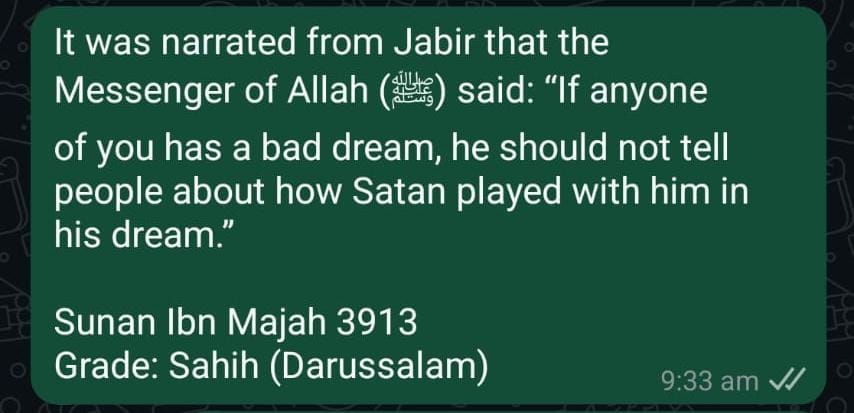 It was narrated from Jabir that the
Messenger of Allah (ﷺ) said: “If anyone
of you has a bad dream, he should not tell
people about how Satan played with him in
his dream.”
Sunan Ibn Majah 3913
Grade: Sahih (Darussalam)
9:33 am